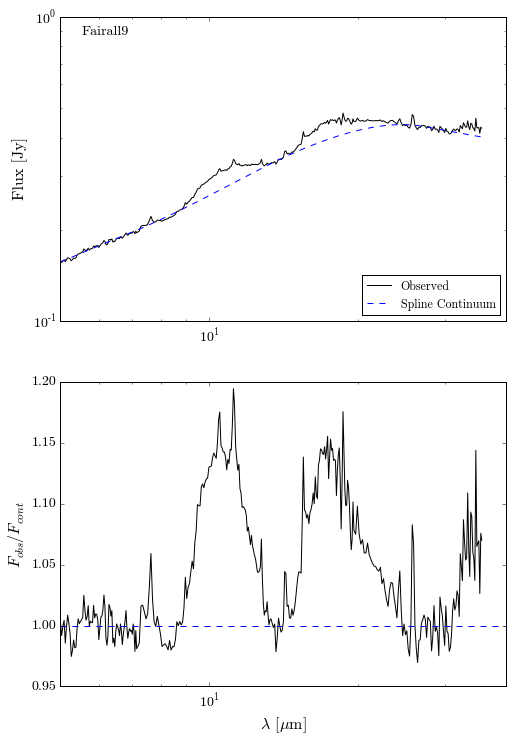 10⁰
Fairall9
Flux [Jy]
Observed
Spline Continuum
10⁻¹
10¹
1.20
1.15
1.10
1.05
1.00
0.95
F_obs/F_cont
10¹
λ [μm]